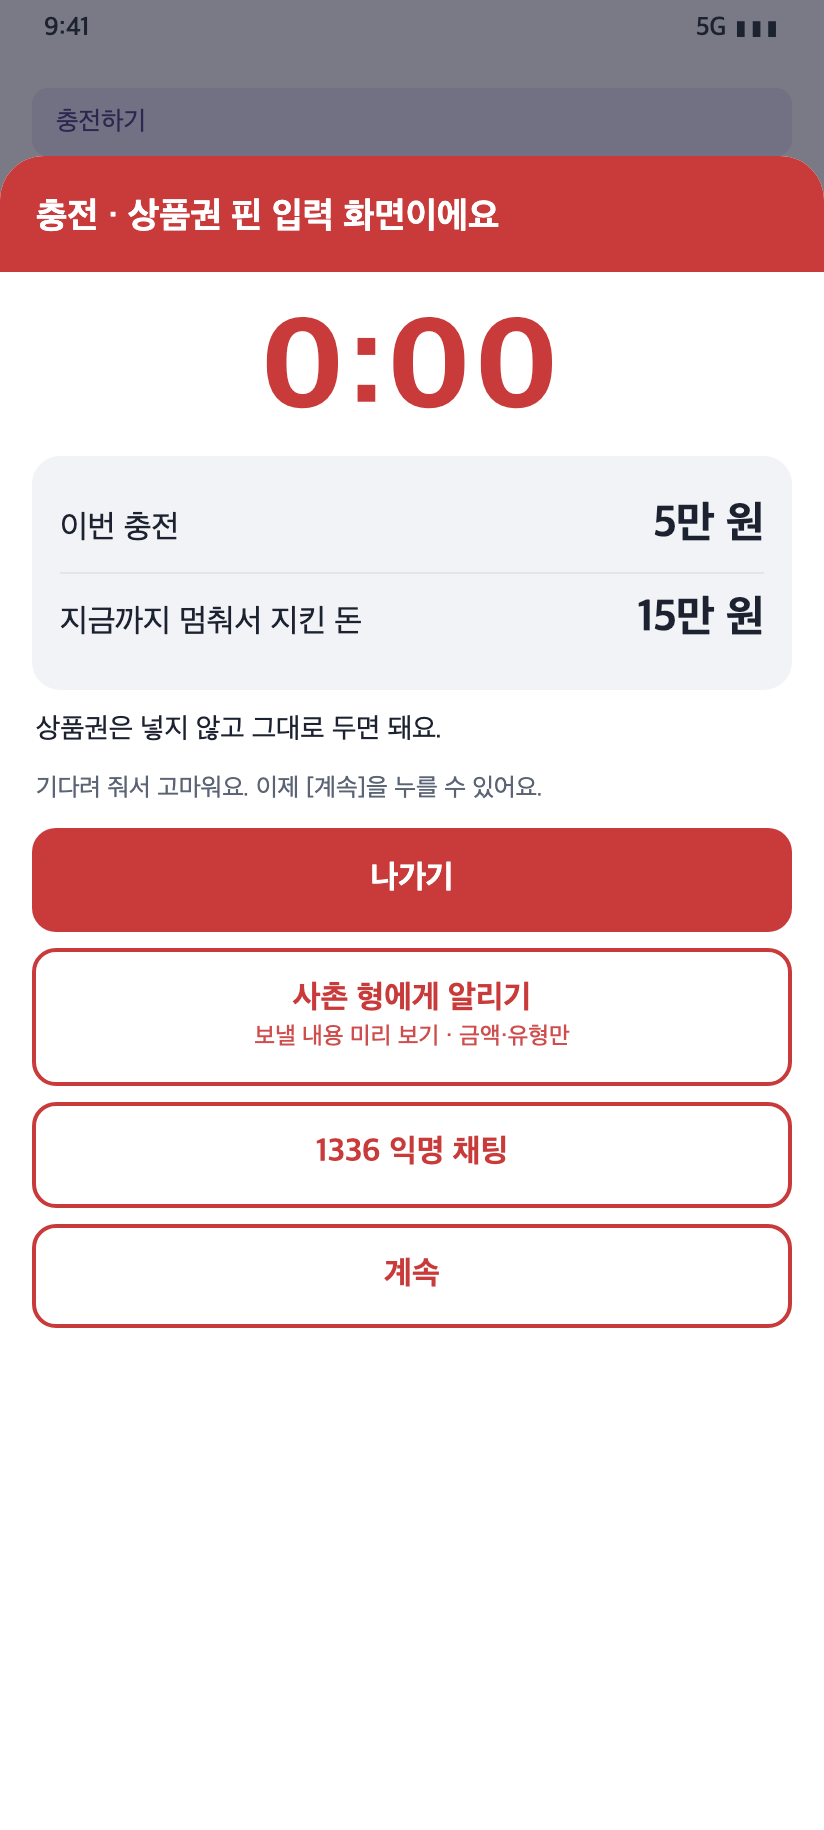 9:41
5G
충전하기
충전 · 상품권 핀 입력 화면이에요
0:00
이번 충전 5만 원
지금까지 멈춰서 지킨 돈 15만 원
상품권은 넣지 않고 그대로 두면 돼요.
기다려 줘서 고마워요. 이제 [계속]을 누를 수 있어요.
나가기
사촌 형에게 알리기
보낼 내용 미리 보기 · 금액·유형만
1336 익명 채팅
계속